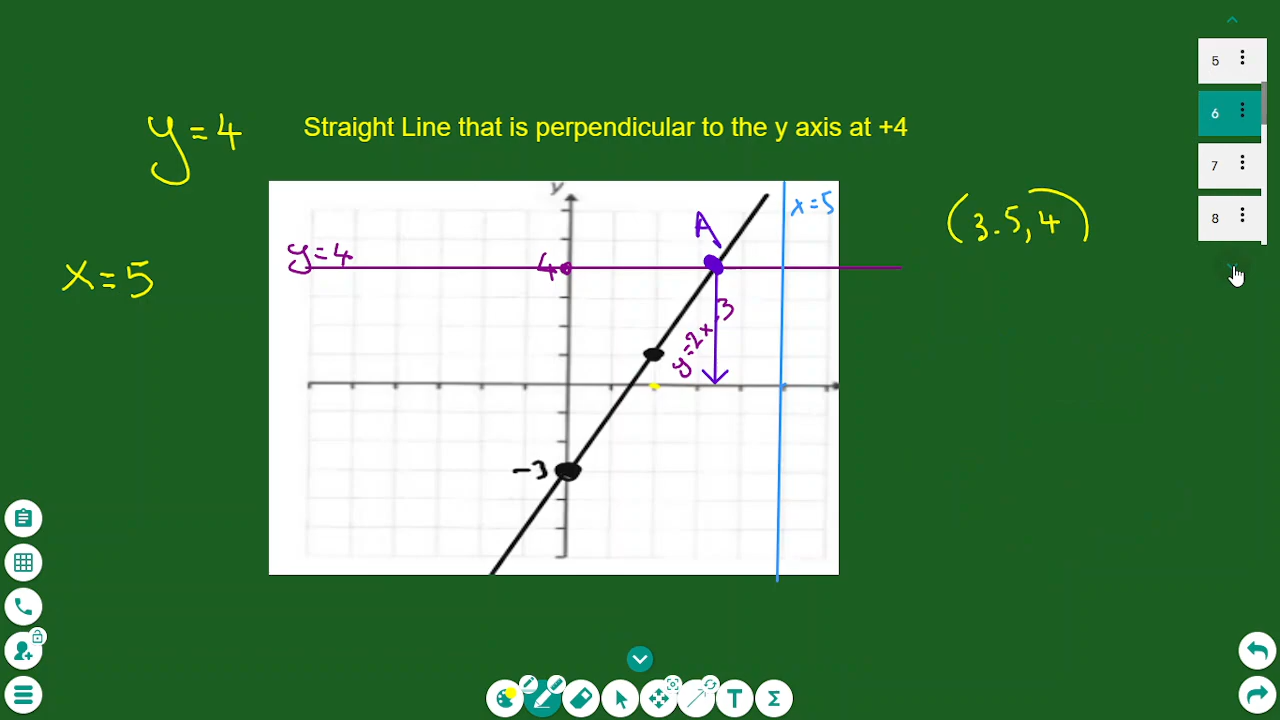 y=4
Straight Line that is perpendicular to the y axis at +4
x=5
y
x=5
A
(3.5,4)
y=4
4
y=2x-3
-3
5
6
7
8
T
Σ